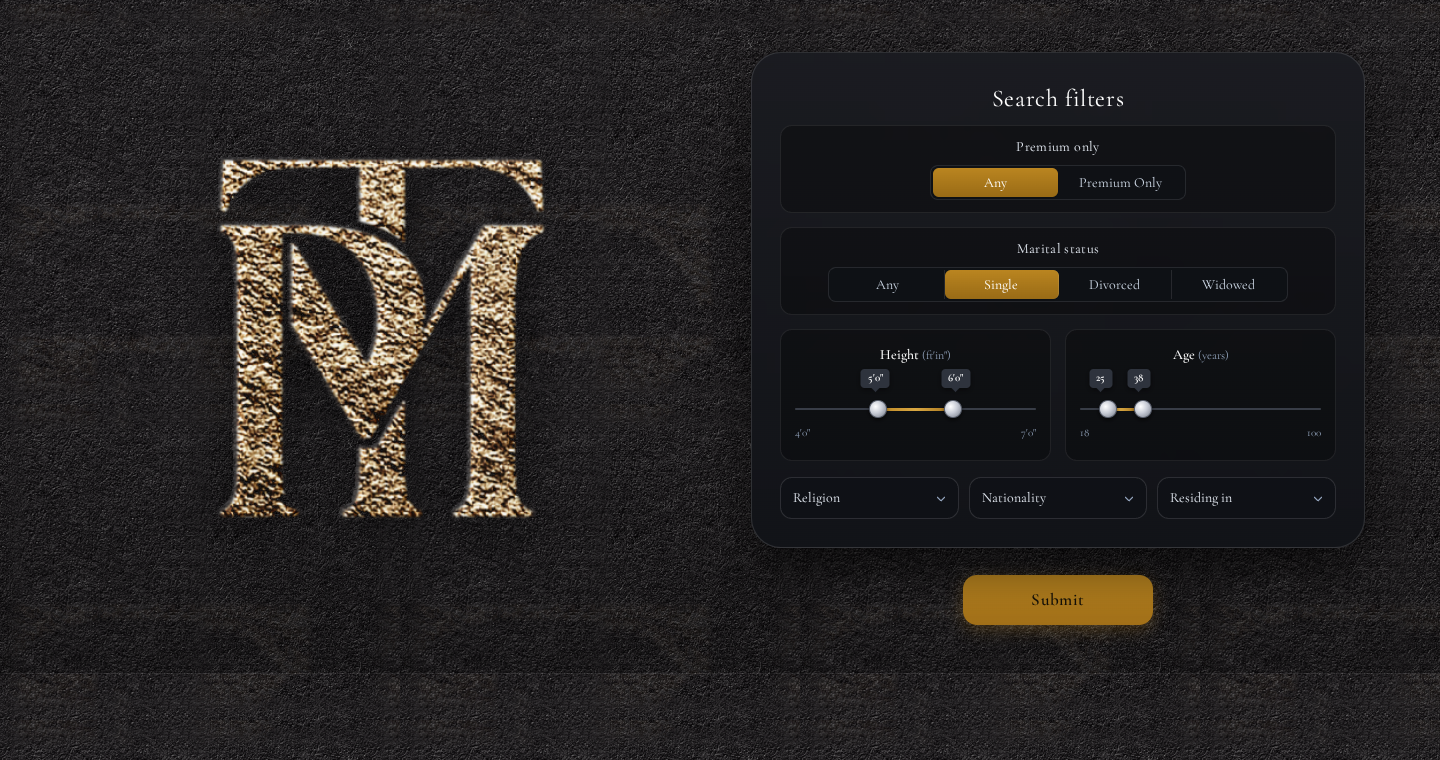 Search filters
Premium only
Any Premium Only
Marital status
Any Single Divorced Widowed
Height (ft'in")
5'0" 6'0"
4'0" 7'0"
Age (years)
25 38
18 100
Religion Nationality Residing in
Submit